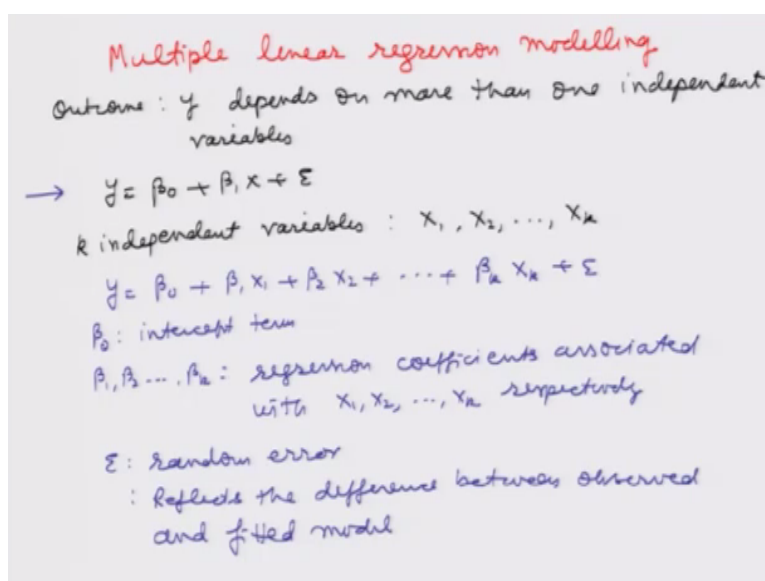 Multiple linear regression modelling
Outcome : y depends on more than one independent
variables
→ y = β₀ + β₁ x + ε
k independent variables : X₁, X₂, ..., Xₖ
y = β₀ + β₁ X₁ + β₂ X₂ + ... + βₖ Xₖ + ε
β₀ : intercept term
β₁, β₂ ..., βₖ : regression coefficients associated
with X₁, X₂, ..., Xₖ respectively
ε : random error
: Reflects the difference between observed
and fitted model